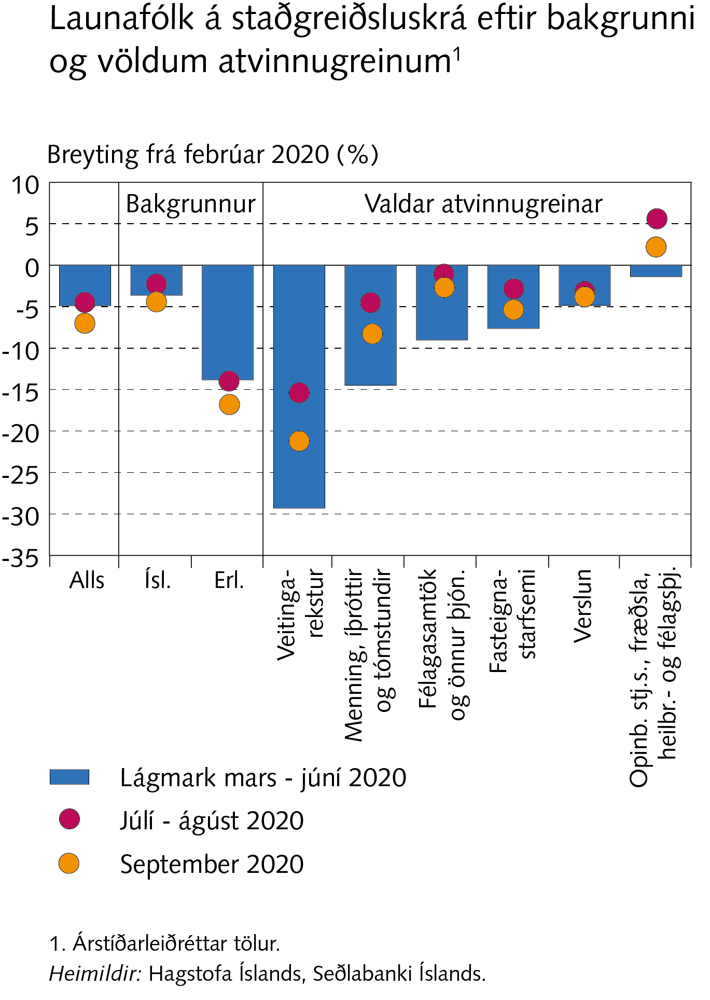 Launafólk á staðgreiðsluskrá eftir bakgrunni
og völdum atvinnugreinum¹
Breyting frá febrúar 2020 (%)
10
5
0
-5
-10
-15
-20
-25
-30
-35
Bakgrunnur
Valdar atvinnugreinar
Alls
Ísl.
Erl.
Veitinga-
rekstur
Menning, íþróttir
og tómstundir
Félagasamtök
og önnur þjón.
Fasteigna-
starfsemi
Verslun
Opinb. stj.s., fræðsla,
heilbr.- og félagsþj.
Lágmark mars - júní 2020
Júlí - ágúst 2020
September 2020
1. Árstíðarleiðréttar tölur.
Heimildir: Hagstofa Íslands, Seðlabanki Íslands.